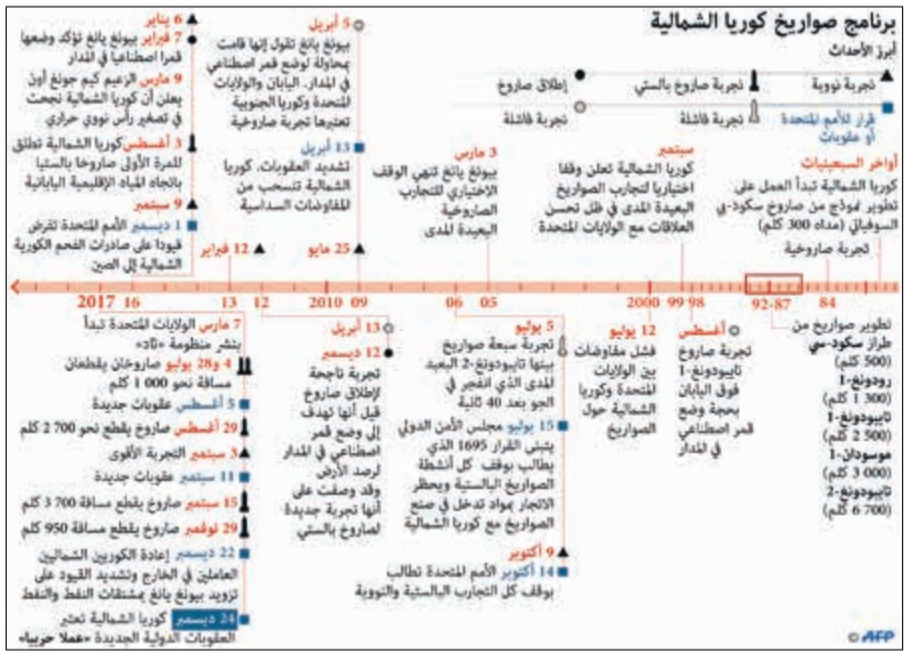 برنامج صواريخ كوريا الشمالية
أبرز الأحداث
تجربة نووية
تجربة صاروخ بالستي
إطلاق صاروخ
قرار للأمم المتحدة
أو عقوبات
تجربة فاشلة
تجربة فاشلة
أواخر السبعينيات
كوريا الشمالية تبدأ العمل على
تطوير نموذج من صاروخ سكود-بي
السوفياتي (مداه 300 كلم)
تجربة صاروخية
سبتمبر
كوريا الشمالية تعلن وقفا
اختياريا لتجارب الصواريخ
البعيدة المدى في ظل تحسن
العلاقات مع الولايات المتحدة
3 مارس
بيونغ يانغ تنهي الوقف
الاختياري للتجارب
الصاروخية
البعيدة المدى
5 أبريل
بيونغ يانغ تقول إنها قامت
بمحاولة لوضع قمر اصطناعي
في المدار. اليابان والولايات
المتحدة وكوريا الجنوبية
تعتبرها تجربة صاروخية
13 أبريل
تشديد العقوبات، كوريا
الشمالية تنسحب من
المفاوضات السداسية
25 مايو
12 فبراير
6 يناير
7 فبراير بيونغ يانغ تؤكد وضعها
قمرا اصطناعيا في المدار
9 مارس الزعيم كيم جونغ أون
يعلن أن كوريا الشمالية نجحت
في تصغير رأس نووي حراري
3 أغسطس كوريا الشمالية تطلق
للمرة الأولى صاروخا بالستيا
باتجاه المياه الإقليمية اليابانية
9 سبتمبر
1 ديسمبر الأمم المتحدة تفرض
قيودا على صادرات الفحم الكورية
الشمالية إلى الصين
84
92-87
99 98
2000
06 05
2010 09
13 12
2017 16
تطوير صواريخ من
طراز سكود-سي
(500 كلم)
رودونغ-1
(1 300 كلم)
تايبودونغ-1
(2 500 كلم)
موسودان-1
(3 000 كلم)
تايبودونغ-2
(6 700 كلم)
أغسطس
تجربة صاروخ
تايبودونغ-1
فوق اليابان
بحجة وضع
قمر اصطناعي
في المدار
12 يوليو
فشل مفاوضات
بين الولايات
المتحدة وكوريا
الشمالية حول
الصواريخ
5 يوليو
تجربة سبعة صواريخ
بينها تايبودونغ-2 البعيد
المدى الذي انفجر في
الجو بعد 40 ثانية
15 يوليو مجلس الأمن الدولي
يتبنى القرار 1695 الذي
يطالب بوقف كل أنشطة
الصواريخ البالستية ويحظر
الاتجار بمواد تدخل في صنع
الصواريخ مع كوريا الشمالية
9 أكتوبر
14 أكتوبر الأمم المتحدة تطالب
بوقف كل التجارب البالستية والنووية
13 أبريل
12 ديسمبر
تجربة ناجحة
لإطلاق صاروخ
قيل أنها تهدف
إلى وضع قمر
اصطناعي في المدار
لرصد الأرض
وقد وصفت على
أنها تجربة جديدة
لصاروخ بالستي
7 مارس الولايات المتحدة تبدأ
بنشر منظومة «ثاد»
4 و28 يوليو صاروخان يقطعان
مسافة نحو 1 000 كلم
5 أغسطس عقوبات جديدة
29 أغسطس صاروخ يقطع نحو 2 700 كلم
3 سبتمبر التجربة الأقوى
11 سبتمبر عقوبات جديدة
15 سبتمبر صاروخ يقطع مسافة 3 700 كلم
29 نوفمبر صاروخ يقطع مسافة 950 كلم
22 ديسمبر إعادة الكوريين الشماليين
العاملين في الخارج وتشديد القيود على
تزويد بيونغ يانغ بمشتقات النفط والنفط
24 ديسمبر كوريا الشمالية تعتبر
العقوبات الدولية الجديدة «عملا حربيا»
© AFP